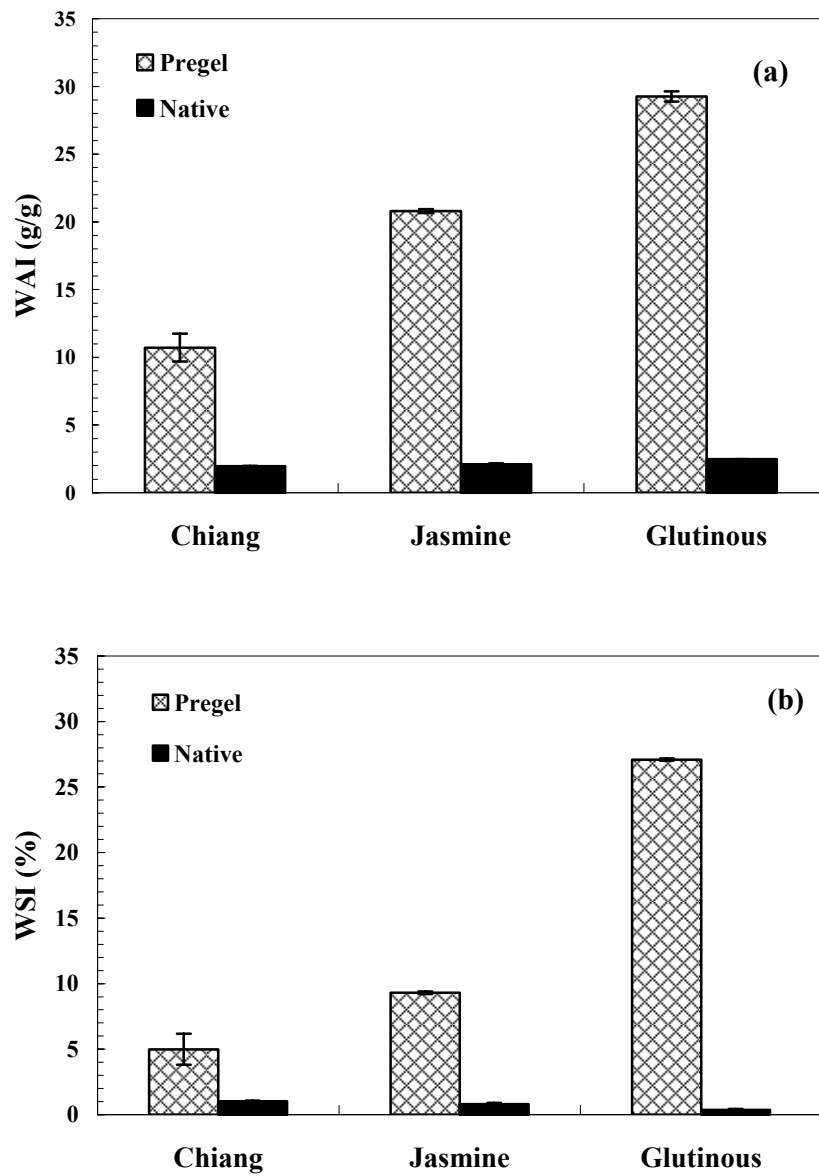 35
30
25
20
15
10
5
0
WAI (g/g)
Pregel
Native
(a)
Chiang Jasmine Glutinous
35
30
25
20
15
10
5
0
WSI (%)
Pregel
Native
(b)
Chiang Jasmine Glutinous